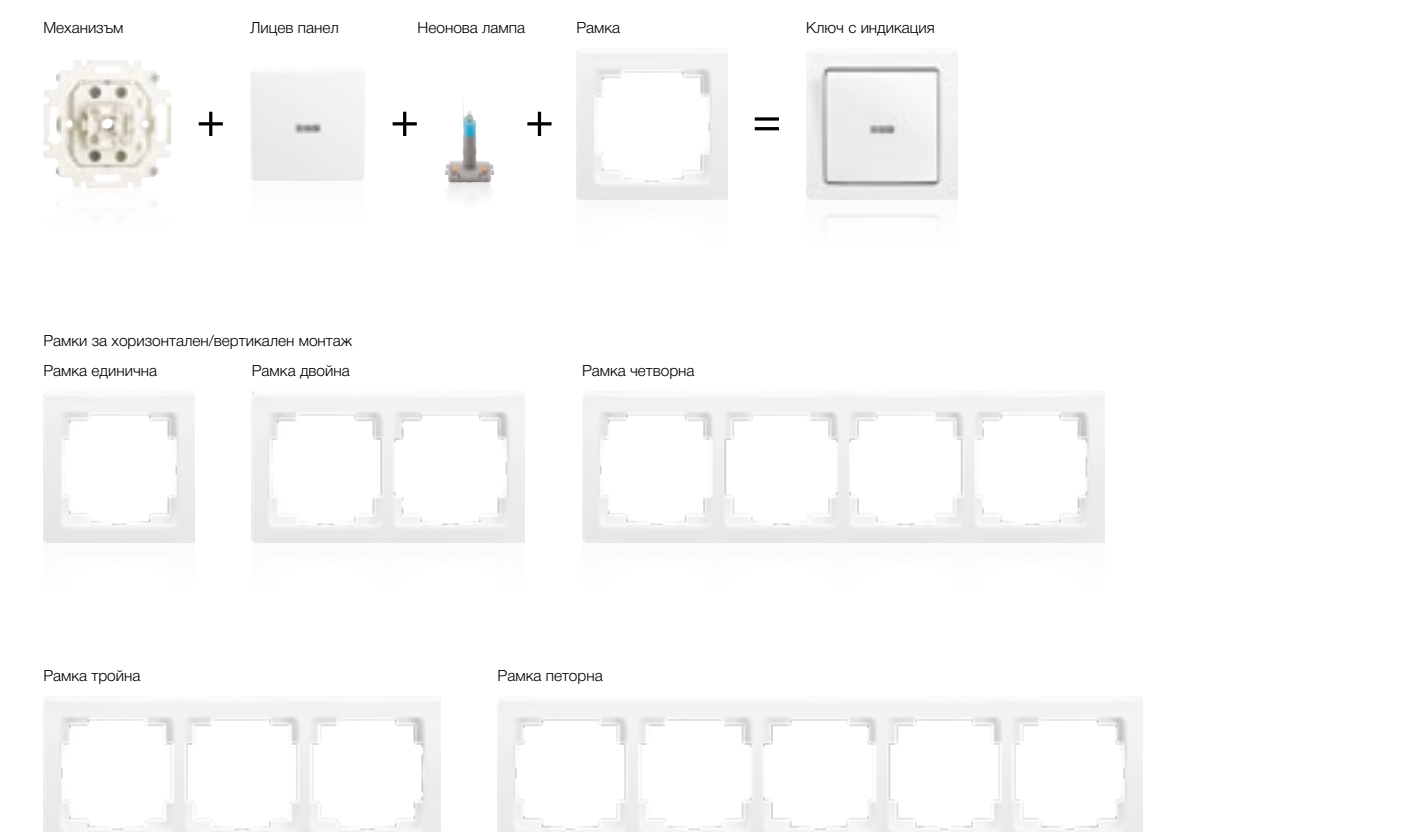 Механизъм
Лицев панел
Неонова лампа
Рамка
Ключ с индикация
+ + + =
Рамки за хоризонтален/вертикален монтаж
Рамка единична
Рамка двойна
Рамка четворна
Рамка тройна
Рамка петорна